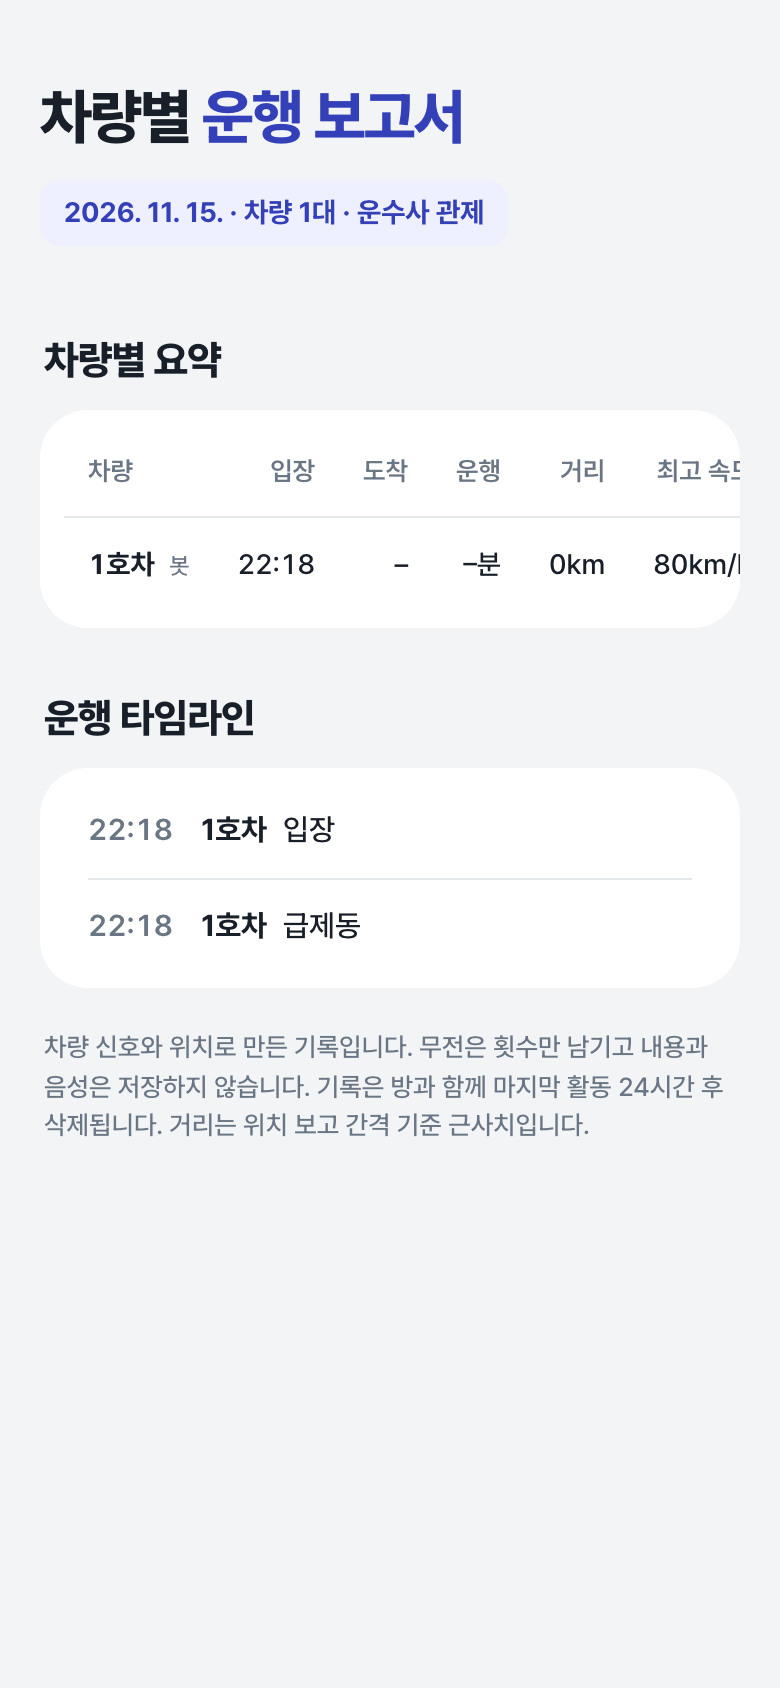 차량별 운행 보고서
2026. 11. 15. · 차량 1대 · 운수사 관제
차량별 요약
차량 입장 도착 운행 거리 최고
1호차 봇 22:18 – –분 0km
운행 타임라인
22:18 1호차 입장
22:18 1호차 급제동
차량 신호와 위치로 만든 기록입니다. 무전은 횟수만 남기고 내용과
음성은 저장하지 않습니다. 기록은 방과 함께 마지막 활동 24시간 후
삭제됩니다. 거리는 위치 보고 간격 기준 근사치입니다.